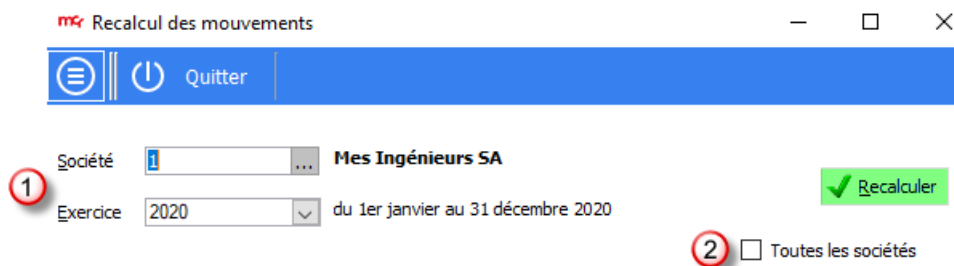 mcr Recalcul des mouvements
Quitter
Société 1 ... Mes Ingénieurs SA
1
Recalculer
Exercice 2020 du 1er janvier au 31 décembre 2020
2 Toutes les sociétés